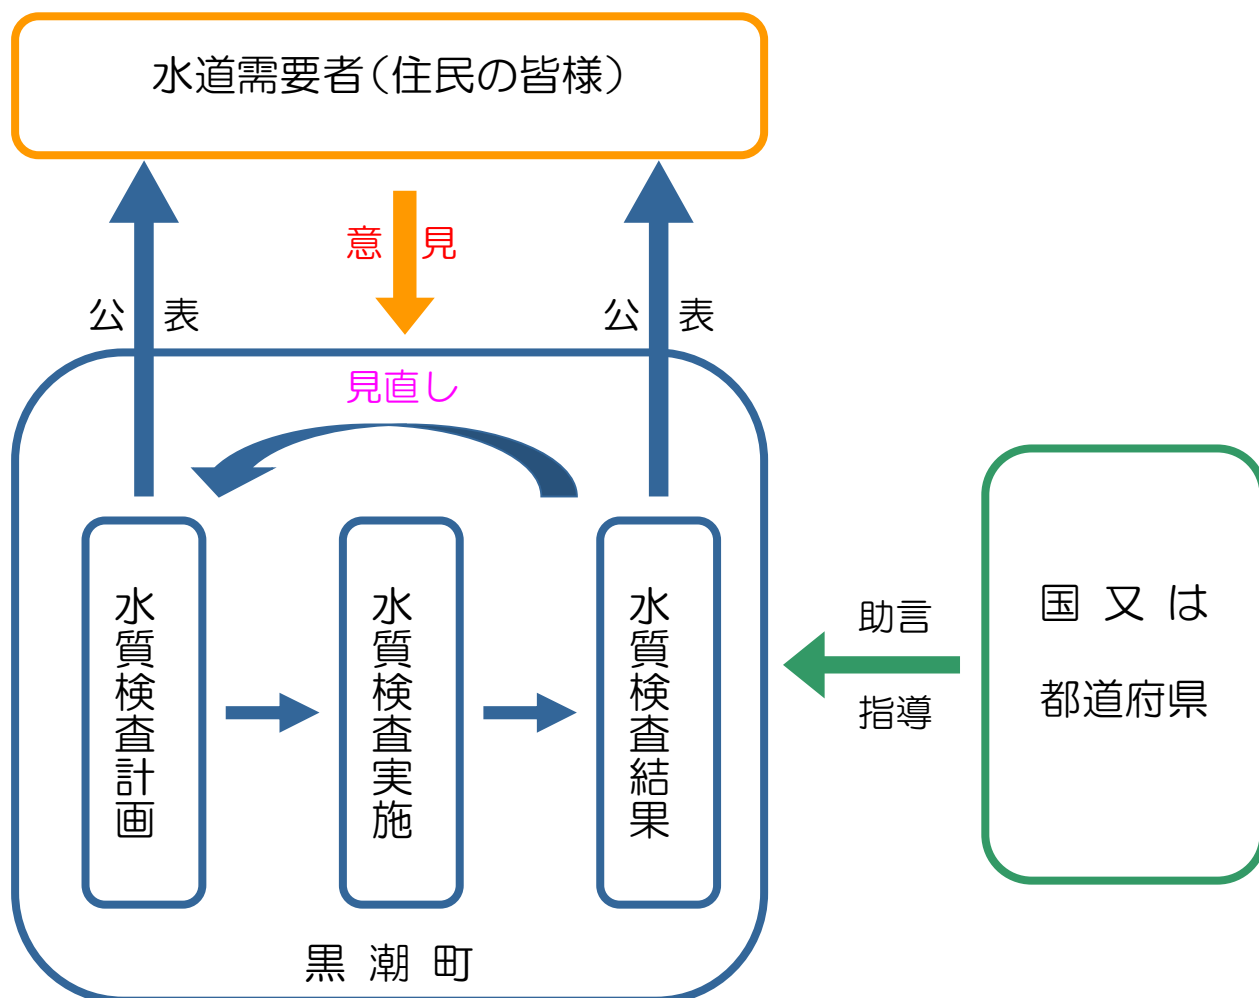 水道需要者（住民の皆様）
意見
公表
公表
見直し
水質検査計画
水質検査実施
水質検査結果
助言
指導
国又は
都道府県
黒潮町